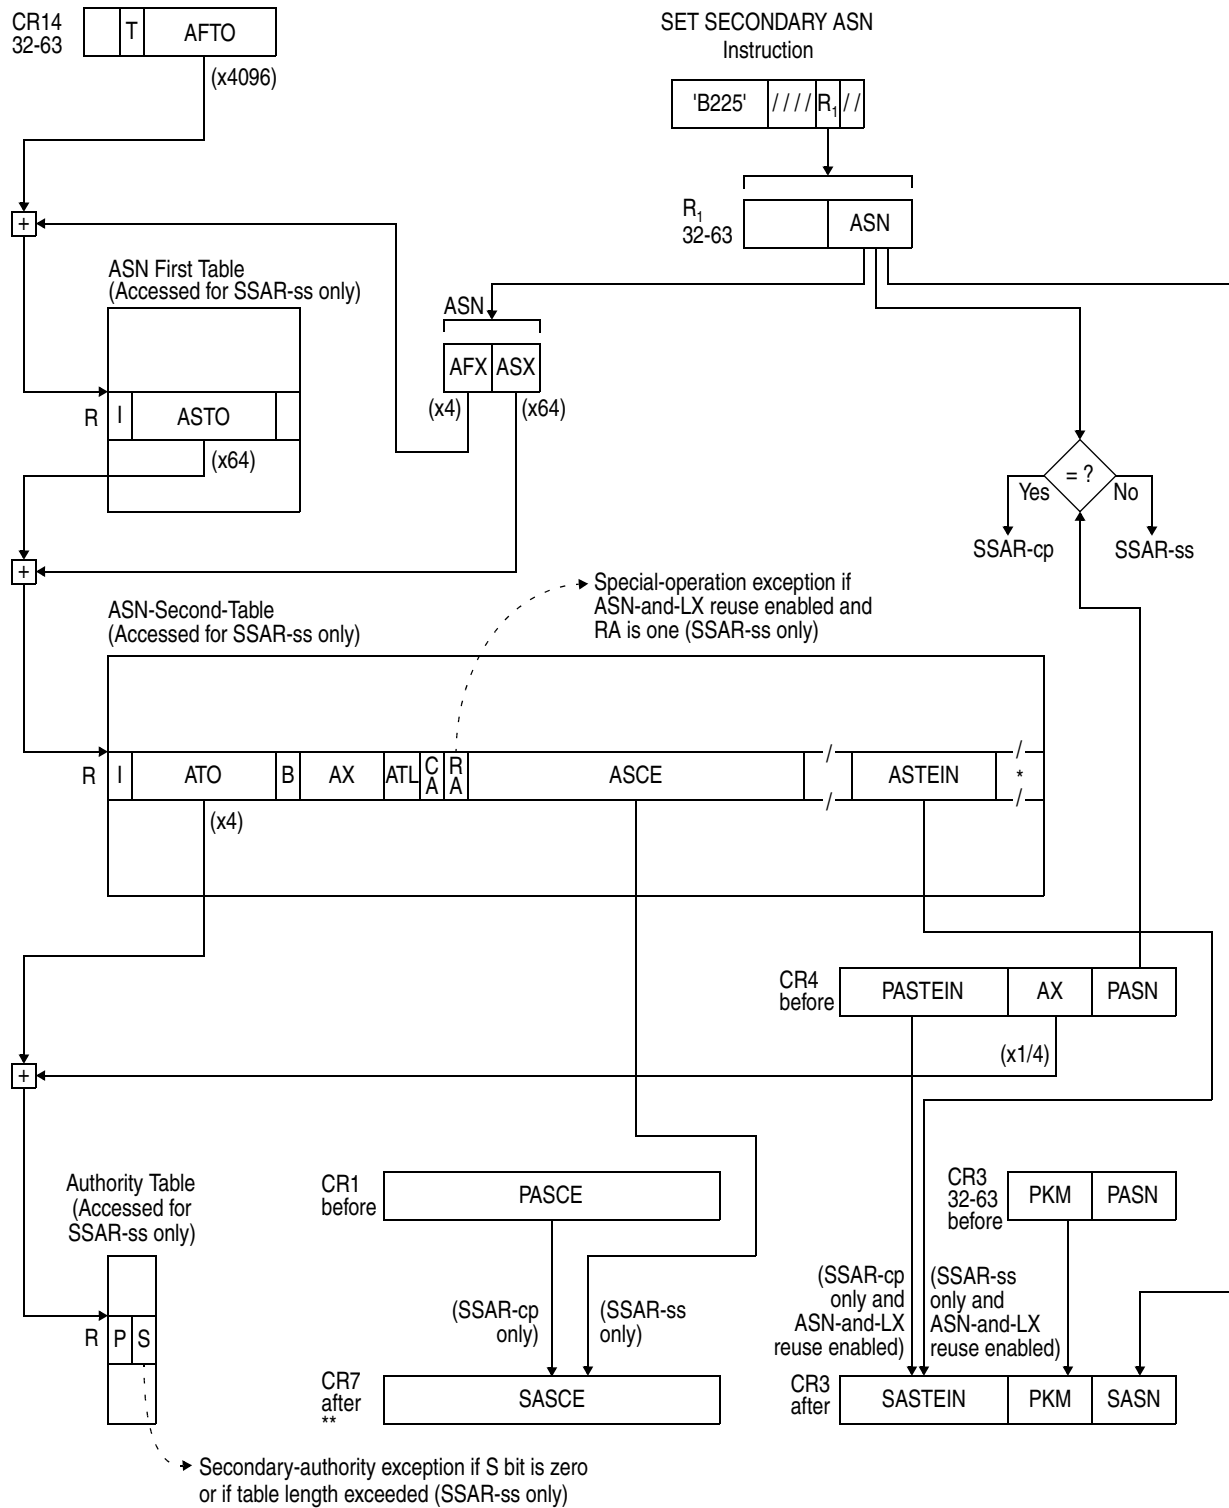 CR14
32-63
T
AFTO
(x4096)
SET SECONDARY ASN
Instruction
'B225'
////
R1
//
R1
32-63
ASN
+
ASN First Table
(Accessed for SSAR-ss only)
ASN
AFX
ASX
(x4)
(x64)
R
I
ASTO
(x64)
= ?
Yes
No
SSAR-cp
SSAR-ss
+
Special-operation exception if
ASN-and-LX reuse enabled and
RA is one (SSAR-ss only)
ASN-Second-Table
(Accessed for SSAR-ss only)
R
I
ATO
B
AX
ATL
C
A
R
A
ASCE
/
/
ASTEIN
/
*
/
(x4)
CR4
before
PASTEIN
AX
PASN
(x1/4)
+
Authority Table
(Accessed for
SSAR-ss only)
CR1
before
PASCE
CR3
32-63
before
PKM
PASN
R
P
S
(SSAR-cp
only)
(SSAR-ss
only)
(SSAR-cp
only and
ASN-and-LX
reuse enabled)
(SSAR-ss
only and
ASN-and-LX
reuse enabled)
CR7
after
**
SASCE
CR3
after
SASTEIN
PKM
SASN
Secondary-authority exception if S bit is zero
or if table length exceeded (SSAR-ss only)